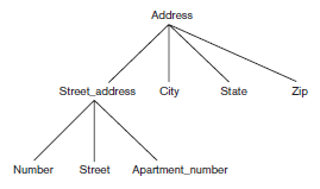 Address
Street_address City State Zip
Number Street Apartment_number